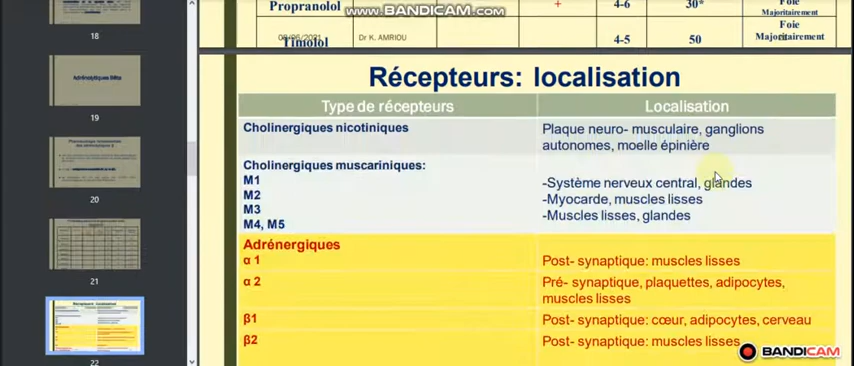 18
Adrénolytiques Bêta
19
20
21
22
WWW.BANDICAM.COM
Propranolol + 4-6 30* Foie
Majoritairement
Dr K. AMRIOU
Timolol 4-5 50 Foie
Majoritairement
Récepteurs: localisation
Type de récepteurs Localisation
Cholinergiques nicotiniques Plaque neuro- musculaire, ganglions
autonomes, moelle épinière
Cholinergiques muscariniques:
M1 -Système nerveux central, glandes
M2 -Myocarde, muscles lisses
M3 -Muscles lisses, glandes
M4, M5
Adrénergiques
α 1 Post- synaptique: muscles lisses
α 2 Pré- synaptique, plaquettes, adipocytes,
muscles lisses
β1 Post- synaptique: cœur, adipocytes, cerveau
β2 Post- synaptique: muscles lisses
BANDICAM